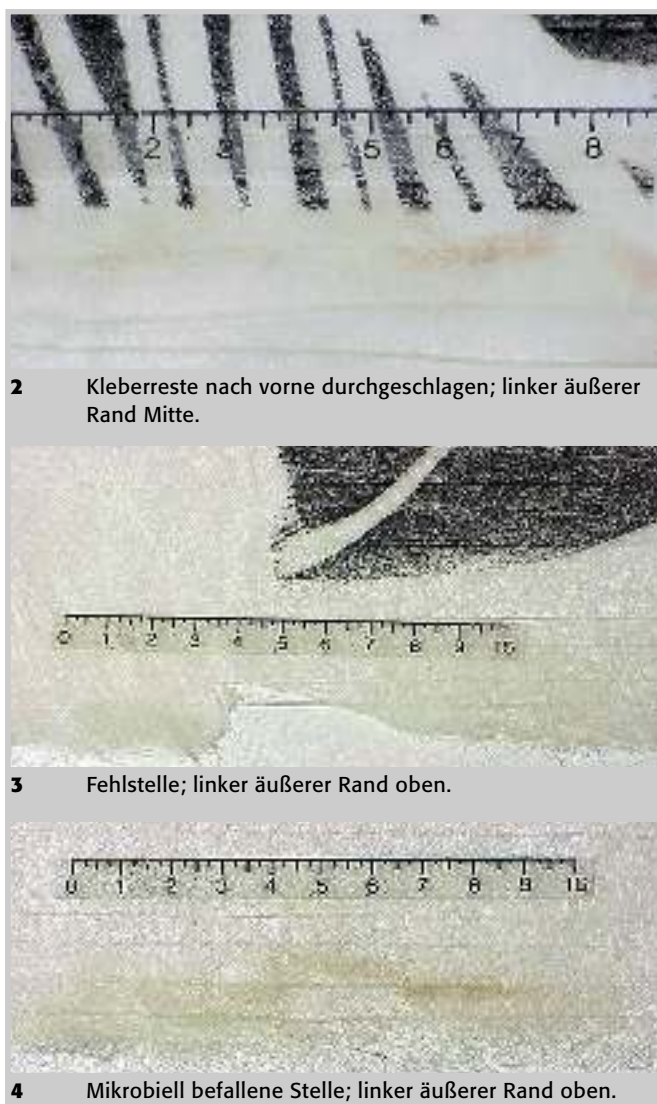 2 3 4 5 6 7 8
2 Kleberreste nach vorne durchgeschlagen; linker äußerer
Rand Mitte.
0 1 2 3 4 5 6 7 8 9 10
3 Fehlstelle; linker äußerer Rand oben.
0 1 2 3 4 5 6 7 8 9 10
4 Mikrobiell befallene Stelle; linker äußerer Rand oben.